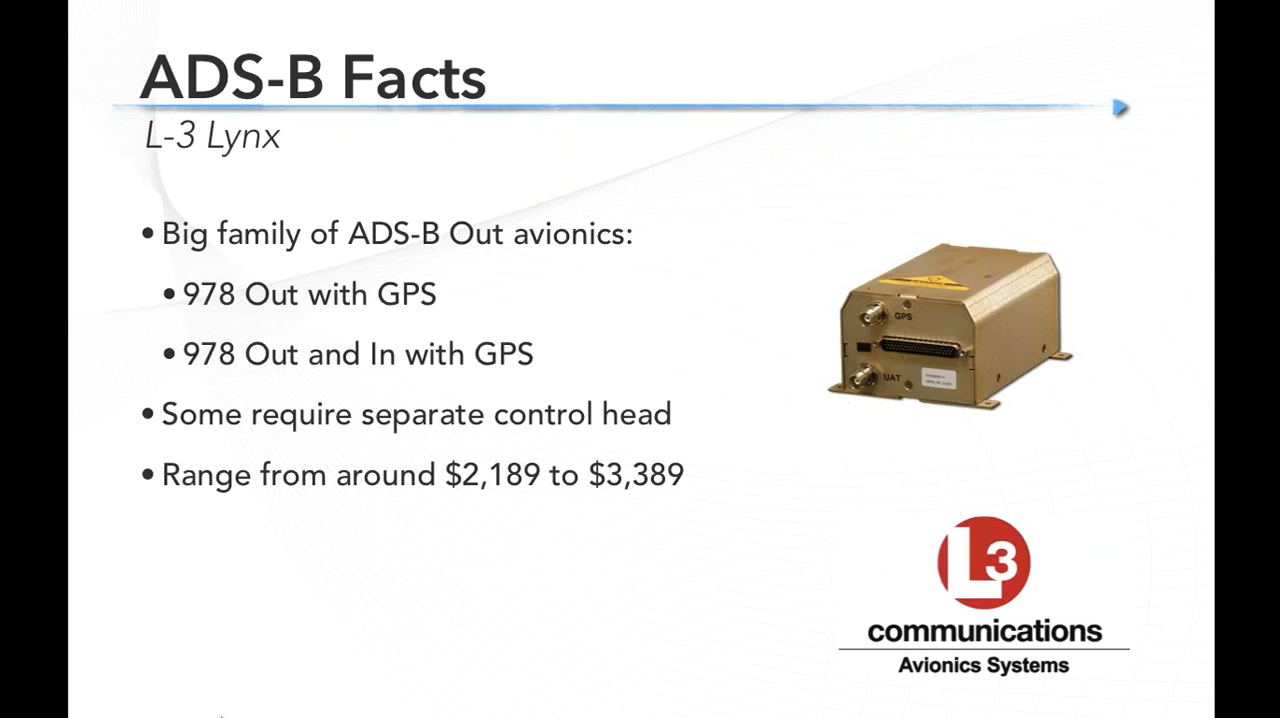 ADS-B Facts
L-3 Lynx
• Big family of ADS-B Out avionics:
• 978 Out with GPS
• 978 Out and In with GPS
• Some require separate control head
• Range from around $2,189 to $3,389
GPS
UAT
L3
communications
Avionics Systems